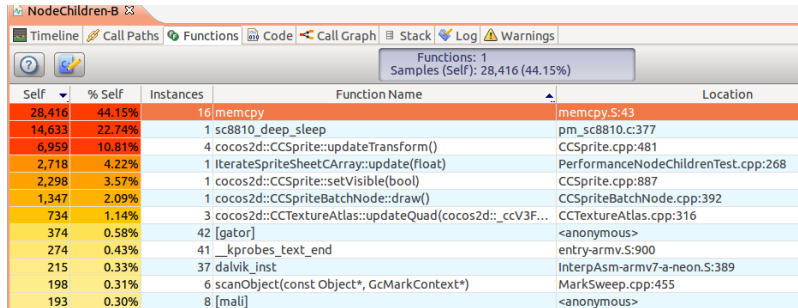 NodeChildren-B
Timeline Call Paths Functions Code Call Graph Stack Log Warnings
Functions: 1
Samples (Self): 28,416 (44.15%)
Self % Self Instances Function Name Location
28,416 44.15% 16 memcpy memcpy.S:43
14,633 22.74% 1 sc8810_deep_sleep pm_sc8810.c:377
6,959 10.81% 4 cocos2d::CCSprite::updateTransform() CCSprite.cpp:481
2,718 4.22% 1 IterateSpriteSheetCArray::update(float) PerformanceNodeChildrenTest.cpp:268
2,298 3.57% 1 cocos2d::CCSprite::setVisible(bool) CCSprite.cpp:887
1,347 2.09% 1 cocos2d::CCSpriteBatchNode::draw() CCSpriteBatchNode.cpp:392
734 1.14% 3 cocos2d::CCTextureAtlas::updateQuad(cocos2d::_ccV3F... CCTextureAtlas.cpp:316
374 0.58% 42 [gator] <anonymous>
274 0.43% 41 __kprobes_text_end entry-armv.S:900
215 0.33% 37 dalvik_inst InterpAsm-armv7-a-neon.S:389
198 0.31% 6 scanObject(const Object*, GcMarkContext*) MarkSweep.cpp:455
193 0.30% 8 [mali] <anonymous>